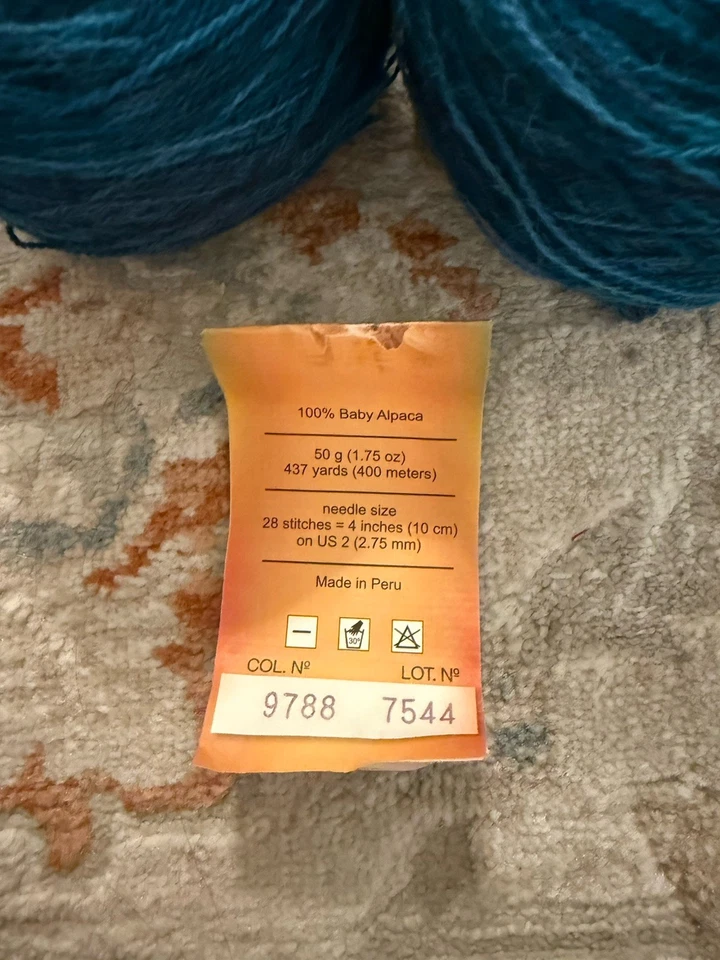 100% Baby Alpaca
50 g (1.75 oz)
437 yards (400 meters)
needle size
28 stitches = 4 inches (10 cm)
on US 2 (2.75 mm)
Made in Peru
30°
COL. Nº LOT. Nº
9788 7544